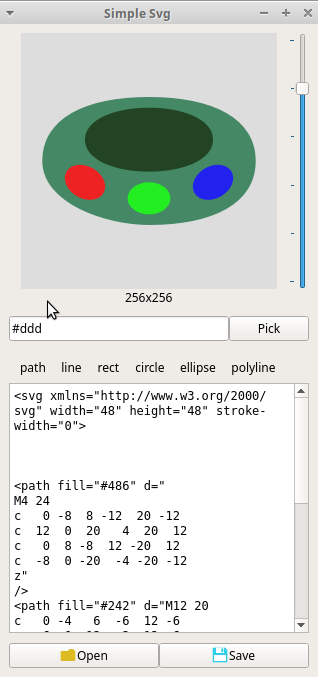 Simple Svg
256x256
#ddd
Pick
path line rect circle ellipse polyline
<svg xmlns="http://www.w3.org/2000/
svg" width="48" height="48" stroke-
width="0">
<path fill="#486" d="
M4 24
c   0 -8  8 -12  20 -12
c  12  0  20   4  20  12
c   0  8 -8  12 -20  12
c  -8  0 -20  -4 -20 -12
z"
/>
<path fill="#242" d="M12 20
c   0 -4   6  -6  12 -6
Open
Save